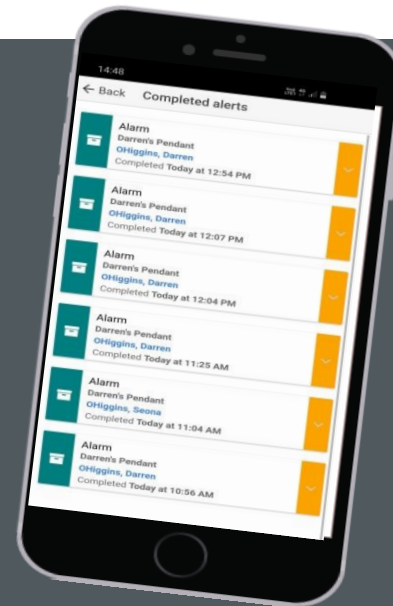 14:48
← Back Completed alerts
Alarm
Darren's Pendant
OHiggins, Darren
Completed Today at 12:54 PM
Alarm
Darren's Pendant
OHiggins, Darren
Completed Today at 12:07 PM
Alarm
Darren's Pendant
OHiggins, Darren
Completed Today at 12:04 PM
Alarm
Darren's Pendant
OHiggins, Darren
Completed Today at 11:25 AM
Alarm
Darren's Pendant
OHiggins, Seona
Completed Today at 11:04 AM
Alarm
Darren's Pendant
OHiggins, Darren
Completed Today at 10:56 AM